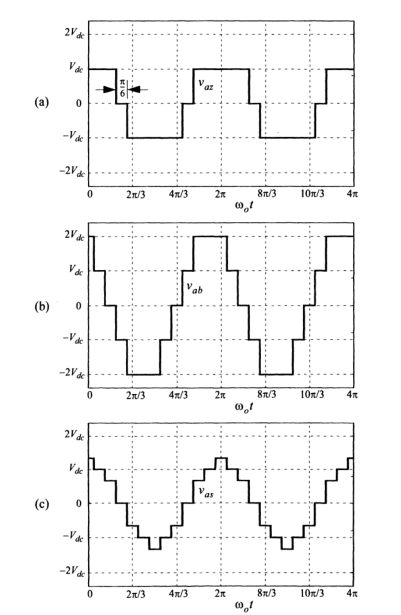 2V_dc
V_dc
π/6
v_az
(a)
0
−V_dc
−2V_dc
0 2π/3 4π/3 2π 8π/3 10π/3 4π
ω_o t
2V_dc
V_dc
v_ab
(b)
0
−V_dc
−2V_dc
0 2π/3 4π/3 2π 8π/3 10π/3 4π
ω_o t
2V_dc
V_dc
v_as
(c)
0
−V_dc
−2V_dc
0 2π/3 4π/3 2π 8π/3 10π/3 4π
ω_o t